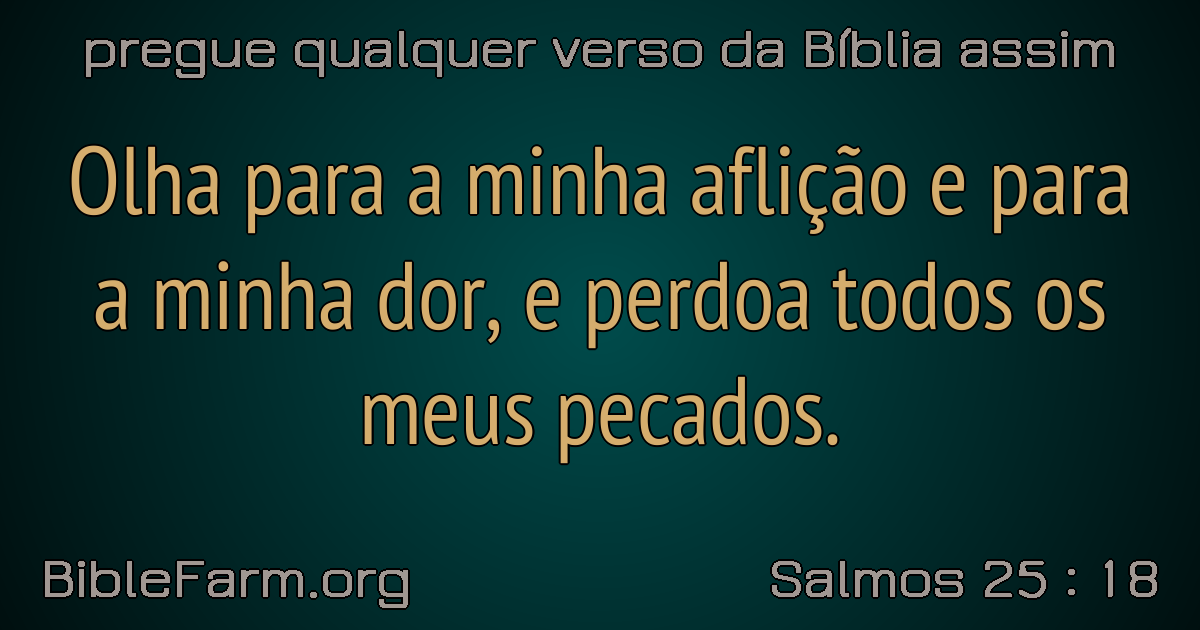 pregue qualquer verso da Bíblia assim
Olha para a minha aflição e para
a minha dor, e perdoa todos os
meus pecados.
BibleFarm.org
Salmos 25 : 18